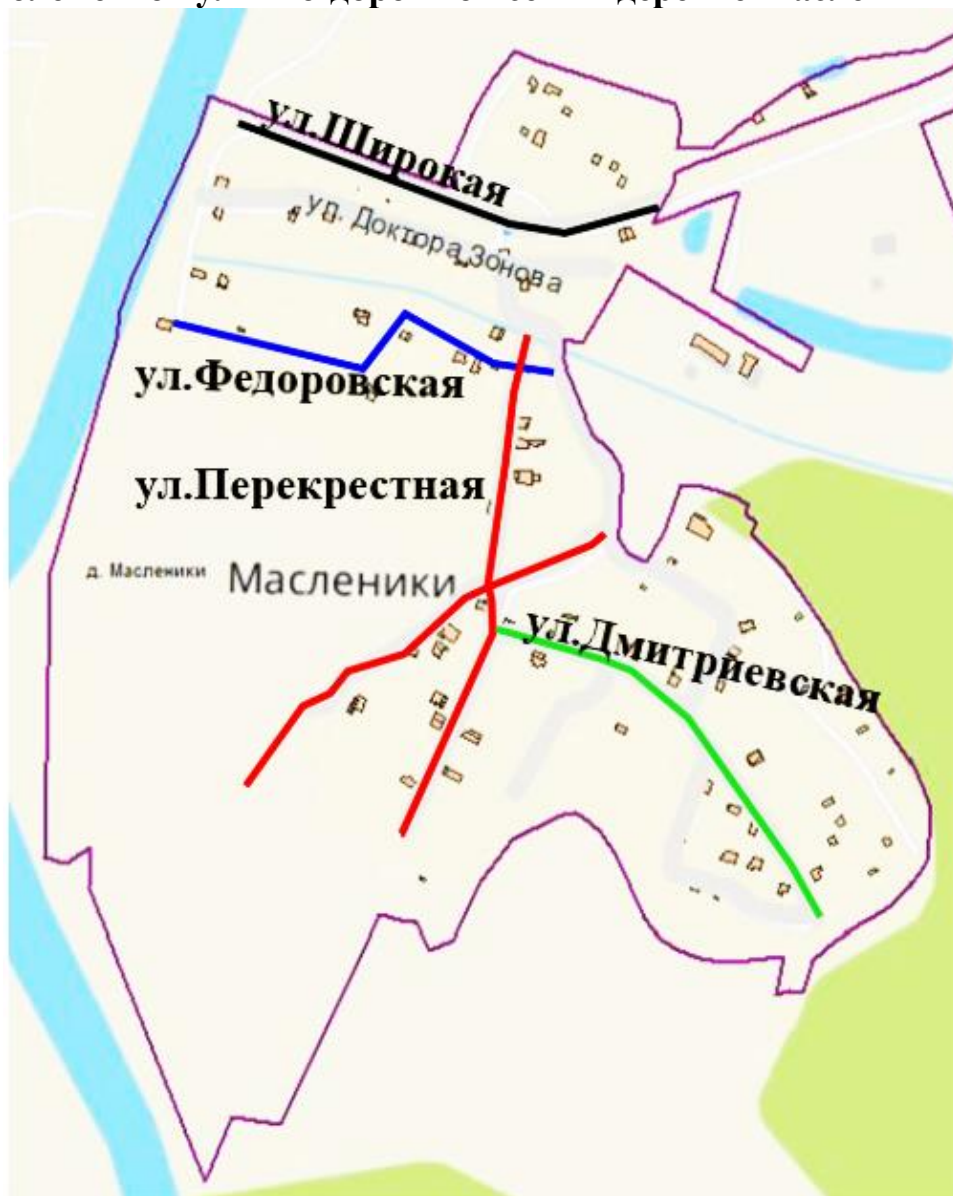 ул.Широкая
ул. Доктора Зонова
ул.Федоровская
ул.Перекрестная
д. Масленики
Масленики
ул.Дмитриевская